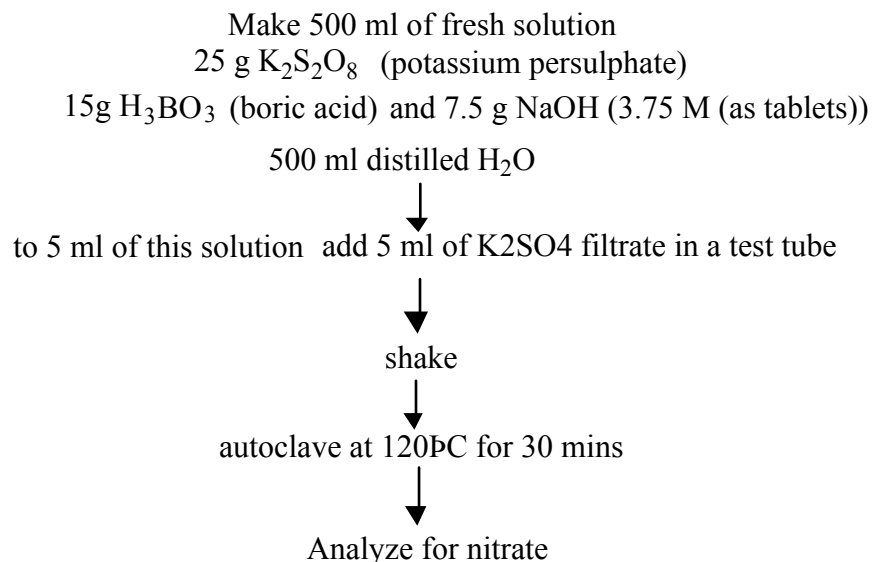 Make 500 ml of fresh solution
25 g K₂S₂O₈ (potassium persulphate)
15g H₃BO₃ (boric acid) and 7.5 g NaOH (3.75 M (as tablets))
500 ml distilled H₂O
to 5 ml of this solution add 5 ml of K2SO4 filtrate in a test tube
shake
autoclave at 120ÞC for 30 mins
Analyze for nitrate